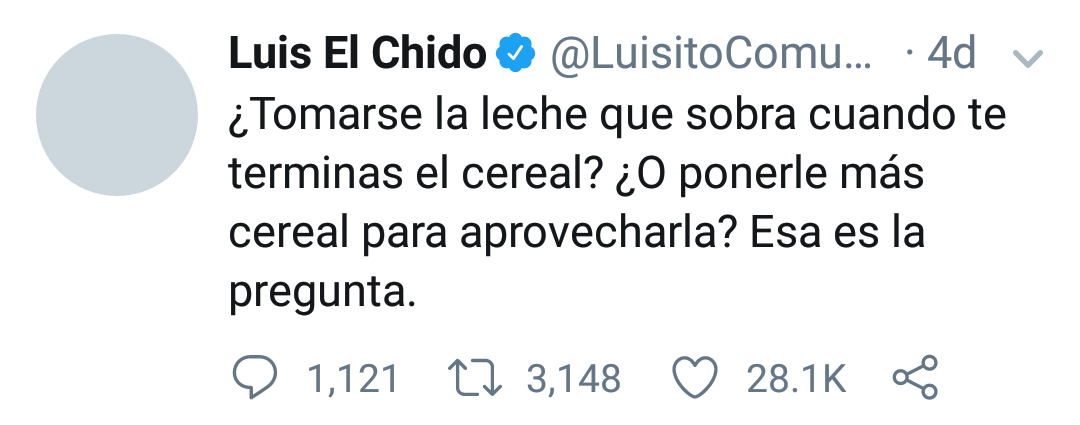 Luis El Chido @LuisitoComu... · 4d
¿Tomarse la leche que sobra cuando te
terminas el cereal? ¿O ponerle más
cereal para aprovecharla? Esa es la
pregunta.
1,121 3,148 28.1K